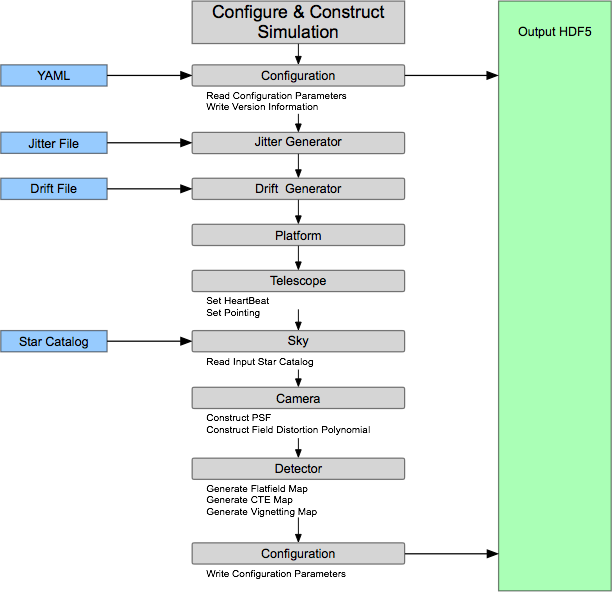 Configure & Construct
Simulation
Output HDF5
YAML
Configuration
Read Configuration Parameters
Write Version Information
Jitter File
Jitter Generator
Drift File
Drift  Generator
Platform
Telescope
Set HeartBeat
Set Pointing
Star Catalog
Sky
Read Input Star Catalog
Camera
Construct PSF
Construct Field Distortion Polynomial
Detector
Generate Flatfield Map
Generate CTE Map
Generate Vignetting Map
Configuration
Write Configuration Parameters